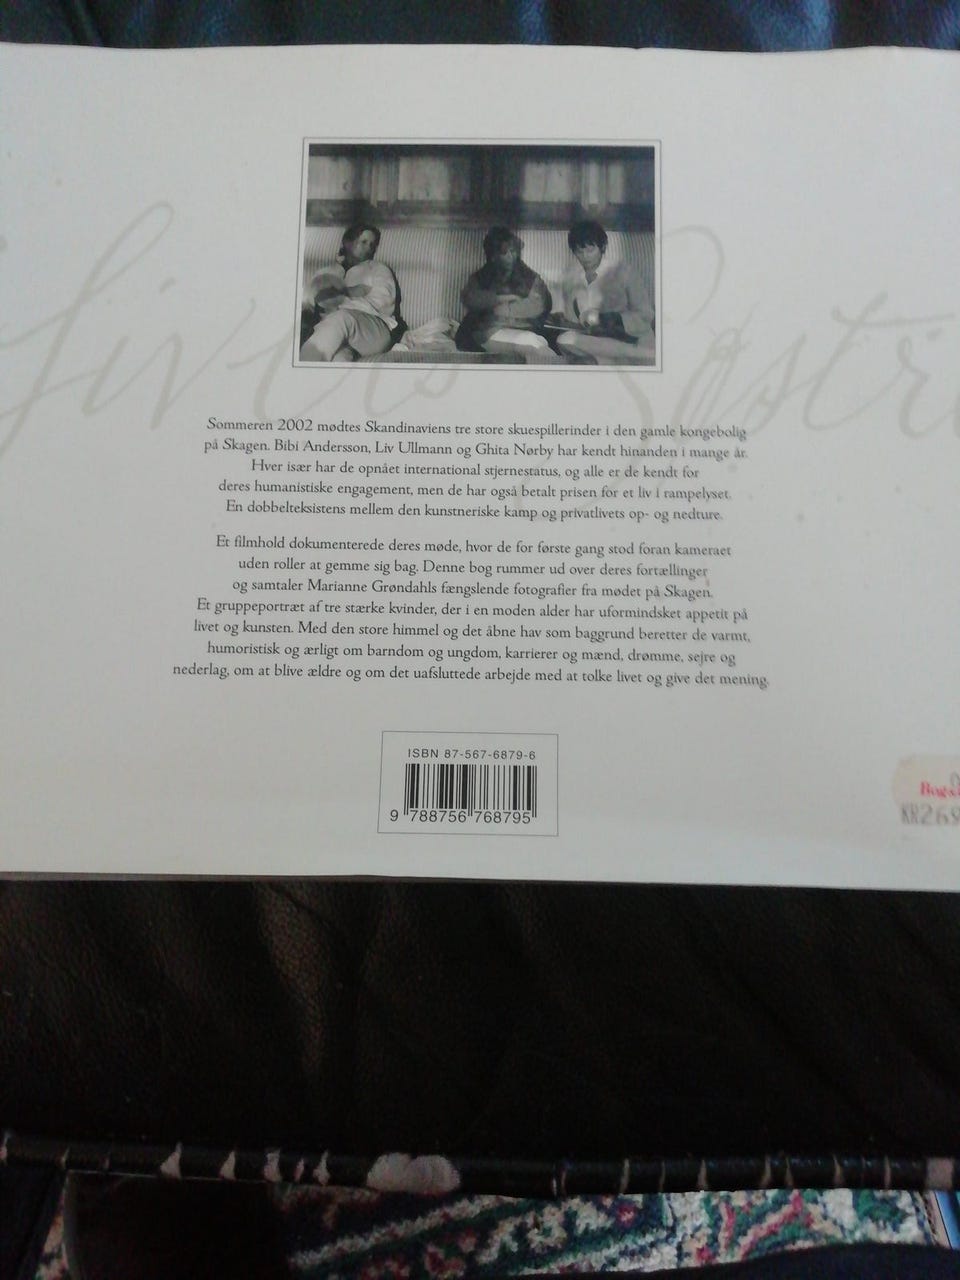 Livets Søstre
Sommeren 2002 mødtes Skandinaviens tre store skuespillerinder i den gamle kongebolig
på Skagen. Bibi Andersson, Liv Ullmann og Ghita Nørby har kendt hinanden i mange år.
Hver især har de opnået international stjernestatus, og alle er de kendt for
deres humanistiske engagement, men de har også betalt prisen for et liv i rampelyset.
En dobbelteksistens mellem den kunstneriske kamp og privatlivets op- og nedture.
Et filmhold dokumenterede deres møde, hvor de for første gang stod foran kameraet
uden roller at gemme sig bag. Denne bog rummer ud over deres fortællinger
og samtaler Marianne Grøndahls fængslende fotografier fra mødet på Skagen.
Et gruppeportræt af tre stærke kvinder, der i en moden alder har uformindsket appetit på
livet og kunsten. Med den store himmel og det åbne hav som baggrund beretter de varmt,
humoristisk og ærligt om barndom og ungdom, karrierer og mænd, drømme, sejre og
nederlag, om at blive ældre og om det uafsluttede arbejde med at tolke livet og give det mening.
ISBN 87-567-6879-6
9 788756 768795
KR269